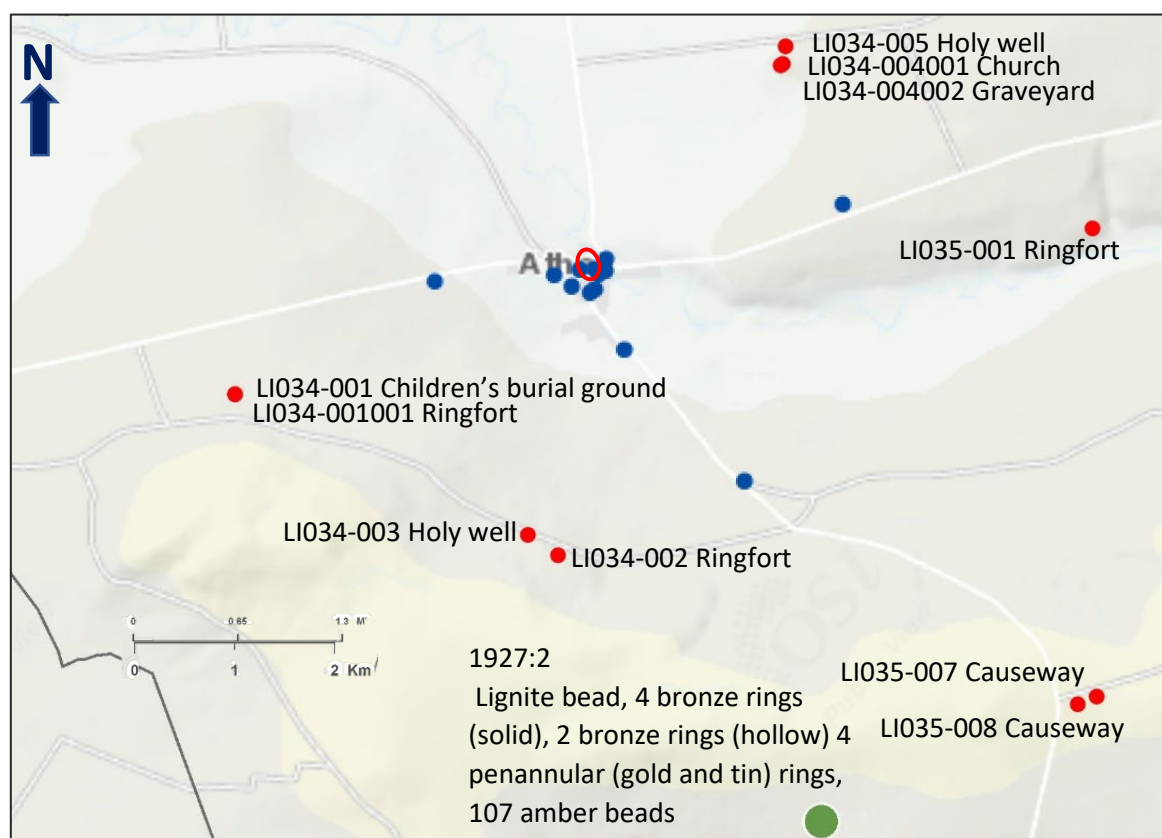 N
LI034-005 Holy well
LI034-004001 Church
LI034-004002 Graveyard
LI035-001 Ringfort
LI034-001 Children’s burial ground
LI034-001001 Ringfort
LI034-003 Holy well
LI034-002 Ringfort
0 0.65 1.3 M'
0 1 2 Km
1927:2
Lignite bead, 4 bronze rings
(solid), 2 bronze rings (hollow) 4
penannular (gold and tin) rings,
107 amber beads
LI035-007 Causeway
LI035-008 Causeway